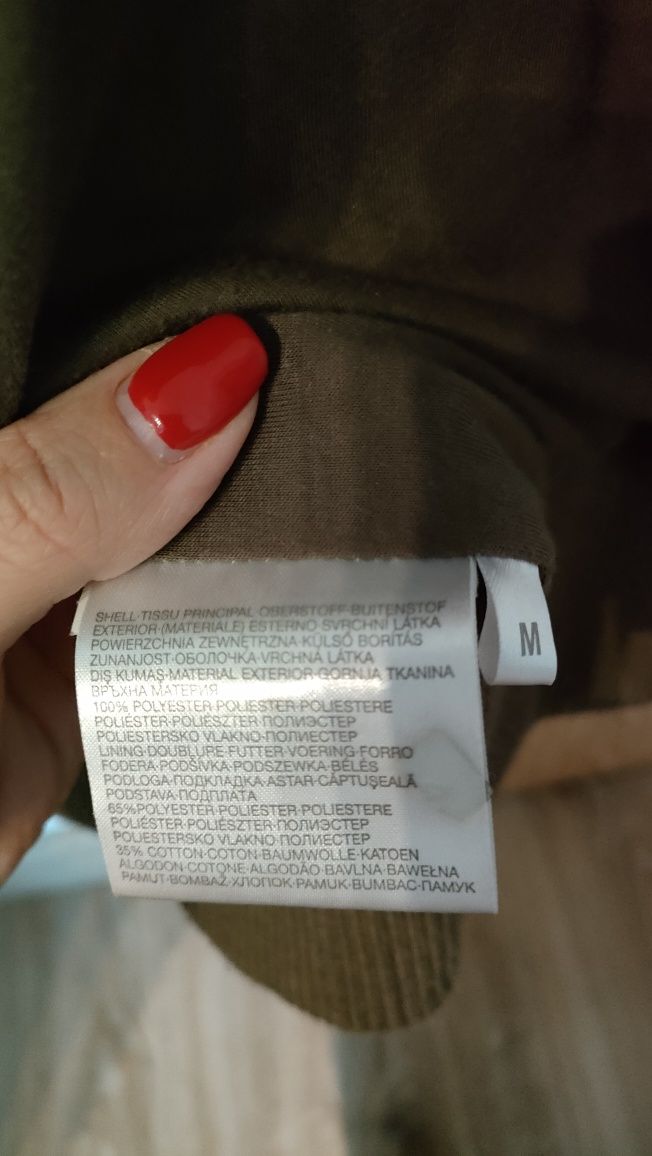 SHELL·TISSU PRINCIPAL·OBERSTOFF·BUITENSTOF
EXTERIOR·(MATERIALE) ESTERNO·SVRCHNÍ LÁTKA
POWIERZCHNIA ZEWNĘTRZNA·KÜLSŐ BORÍTÁS
ZUNANJOST·ОБОЛОЧКА·VRCHNÁ LÁTKA
DIŞ KUMAŞ·MATERIAL EXTERIOR·GORNJA TKANINA
ВРЪХНА МАТЕРИЯ
100% POLYESTER·POLIESTER·POLIESTERE
POLIÉSTER·POLIÉSZTER·ПОЛИЭСТЕР
POLIESTERSKO VLAKNO·ПОЛИЕСТЕР
LINING·DOUBLURE·FUTTER·VOERING·FORRO
FODERA·PODŠÍVKA·PODSZEWKA·BÉLÉS
PODLOGA·ПОДКЛАДКА·ASTAR·CĂPTUŞEALĂ
PODSTAVA·ПОДПЛАТА
65%POLYESTER·POLIESTER·POLIESTERE
POLIÉSTER·POLIÉSZTER·ПОЛИЭСТЕР
POLIESTERSKO VLAKNO·ПОЛИЕСТЕР
35% COTTON·COTON·BAUMWOLLE·KATOEN
ALGODON·COTONE·ALGODÃO·BAVLNA·BAWEŁNA
PAMUT·BOMBAŽ·ХЛОПОК·PAMUK·BUMBAC·ПАМУК
M